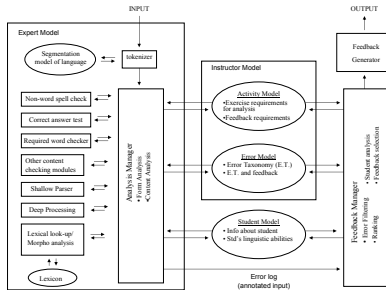 INPUT
OUTPUT
Expert Model
Segmentation
model of language
tokenizer
Non-word spell check
Correct answer test
Required word checker
Other content
checking modules
Shallow Parser
Deep Processing
Lexical look-up/
Morpho analysis
Lexicon
Analysis Manager
• Form Analysis
•Content Analysis
Instructor Model
Activity Model
•Exercise requirements
for analysis
•Feedback requirements
Error Model
• Error Taxonomy (E.T.)
• E.T. and feedback
Student Model
• Info about student
• Std's linguistic abilities
Error log
(annotated input)
Feedback
Generator
Feedback Manager
• Student analysis
• Error Filtering
• Feedback selection
• Ranking